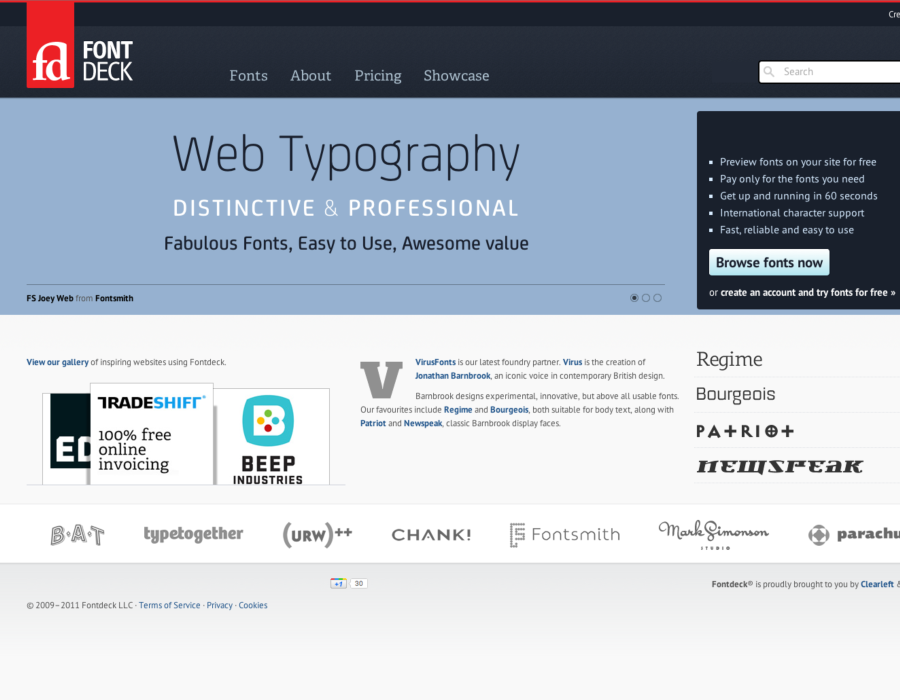 Cre
fd FONT DECK
Fonts About Pricing Showcase
Search
Web Typography
DISTINCTIVE & PROFESSIONAL
Fabulous Fonts, Easy to Use, Awesome value
FS Joey Web from Fontsmith
Preview fonts on your site for free
Pay only for the fonts you need
Get up and running in 60 seconds
International character support
Fast, reliable and easy to use
Browse fonts now
or create an account and try fonts for free »
View our gallery of inspiring websites using Fontdeck.
ED
TRADESHIFT
100% free
online
invoicing
B
BEEP
INDUSTRIES
V
VirusFonts is our latest foundry partner. Virus is the creation of
Jonathan Barnbrook, an iconic voice in contemporary British design.
Barnbrook designs experimental, innovative, but above all usable fonts.
Our favourites include Regime and Bourgeois, both suitable for body text, along with
Patriot and Newspeak, classic Barnbrook display faces.
Regime
Bourgeois
PATRIOT
NEWSPEAK
B·A·T typetogether (URW)++ CHANK! Fontsmith Mark Simonson STUDIO parachu
+1 30
Fontdeck® is proudly brought to you by Clearleft &
© 2009–2011 Fontdeck LLC · Terms of Service · Privacy · Cookies